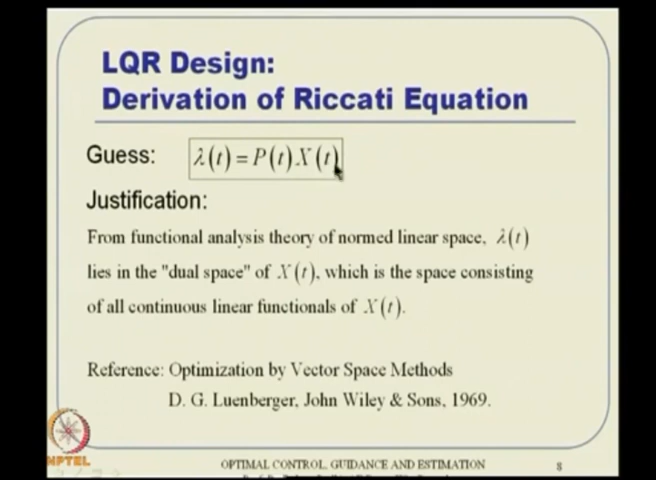 LQR Design:
Derivation of Riccati Equation
Guess: λ(t) = P(t) X(t)
Justification:
From functional analysis theory of normed linear space, λ(t)
lies in the "dual space" of X(t), which is the space consisting
of all continuous linear functionals of X(t).
Reference: Optimization by Vector Space Methods
D. G. Luenberger, John Wiley & Sons, 1969.
NPTEL
OPTIMAL CONTROL, GUIDANCE AND ESTIMATION
8